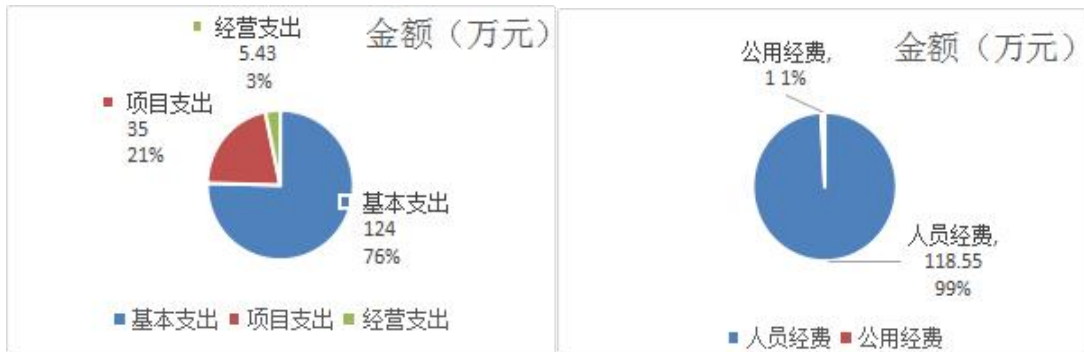 金额（万元）
经营支出
5.43
3%
项目支出
35
21%
基本支出
124
76%
基本支出 项目支出 经营支出
金额（万元）
公用经费,
1 1%
人员经费,
118.55
99%
人员经费 公用经费